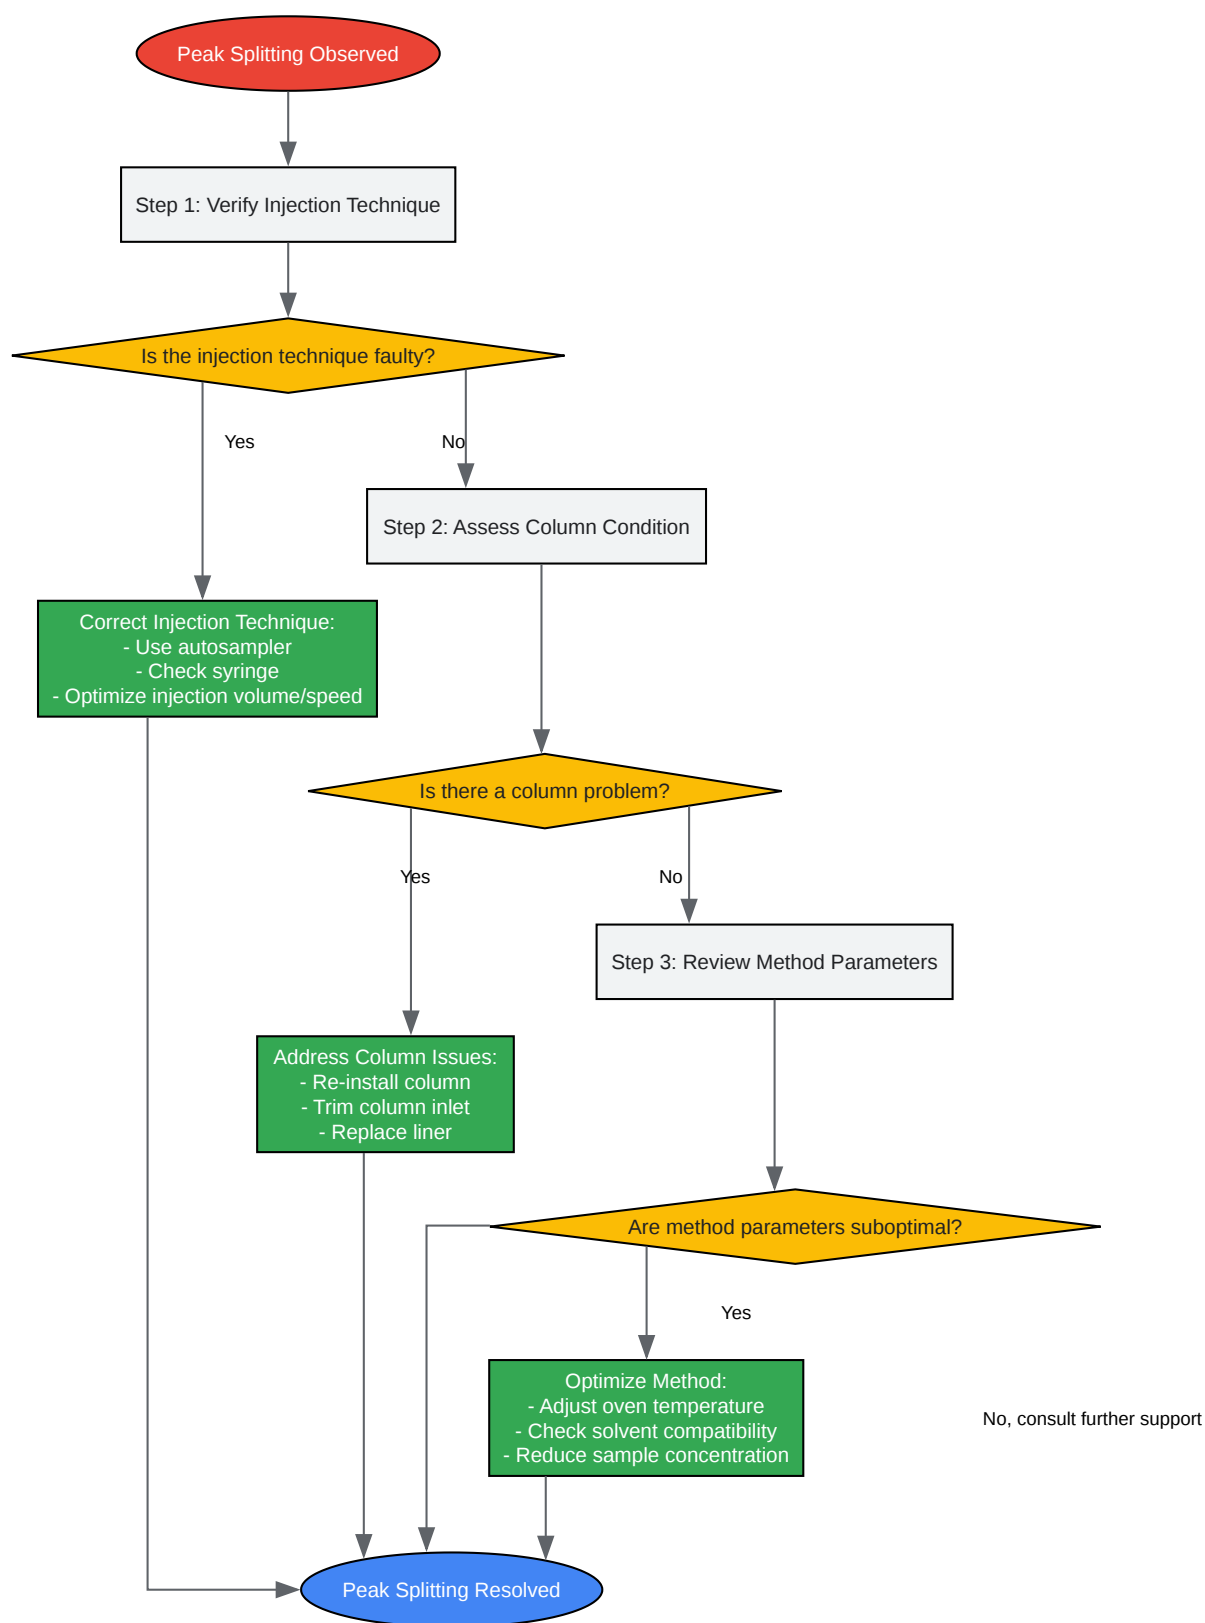 Peak Splitting Observed
Step 1: Verify Injection Technique
Is the injection technique faulty?
Yes
No
Step 2: Assess Column Condition
Correct Injection Technique:
- Use autosampler
- Check syringe
- Optimize injection volume/speed
Is there a column problem?
Yes
No
Step 3: Review Method Parameters
Address Column Issues:
- Re-install column
- Trim column inlet
- Replace liner
Are method parameters suboptimal?
Yes
Optimize Method:
- Adjust oven temperature
- Check solvent compatibility
- Reduce sample concentration
No, consult further support
Peak Splitting Resolved